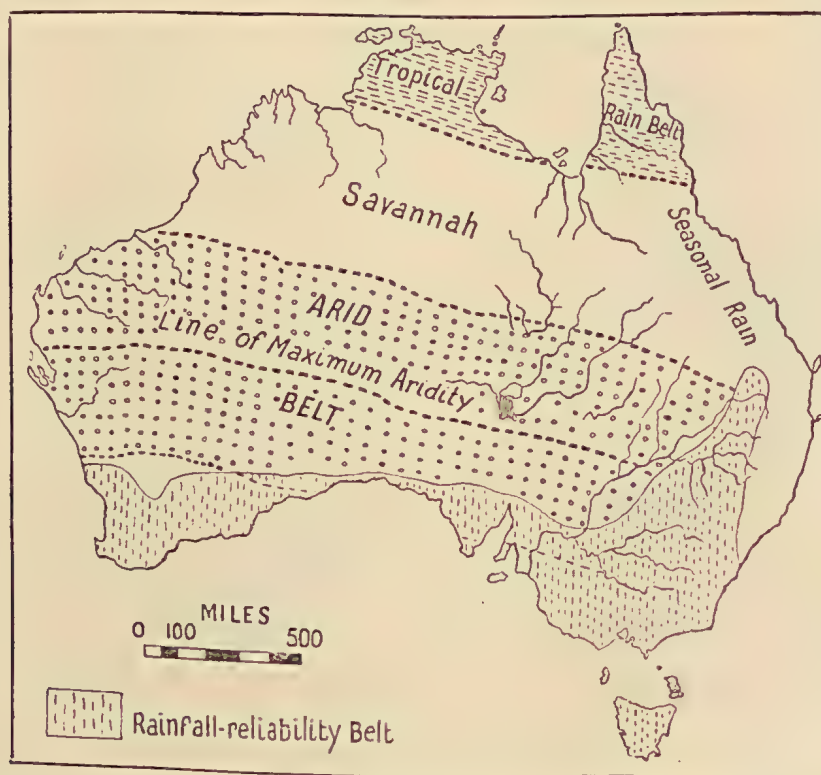 Tropical
Rain Belt
Savannah
Seasonal Rain
ARID
Line of Maximum Aridity
BELT
MILES
0 100 500
Rainfall-reliability Belt